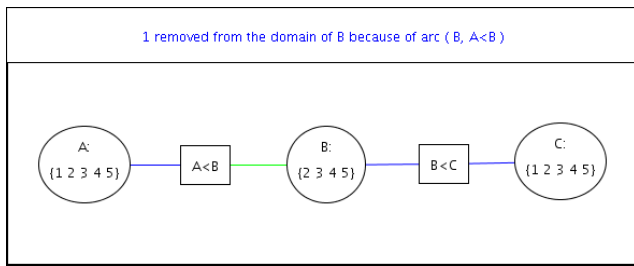 1 removed from the domain of B because of arc ( B, A<B )
A:
{1 2 3 4 5}
A<B
B:
{2 3 4 5}
B<C
C:
{1 2 3 4 5}